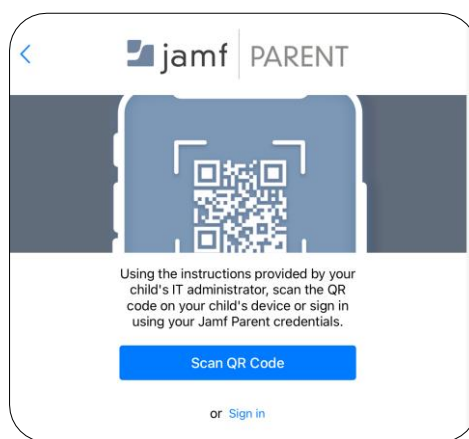 jamf PARENT
Using the instructions provided by your
child's IT administrator, scan the QR
code on your child's device or sign in
using your Jamf Parent credentials.
Scan QR Code
or Sign in